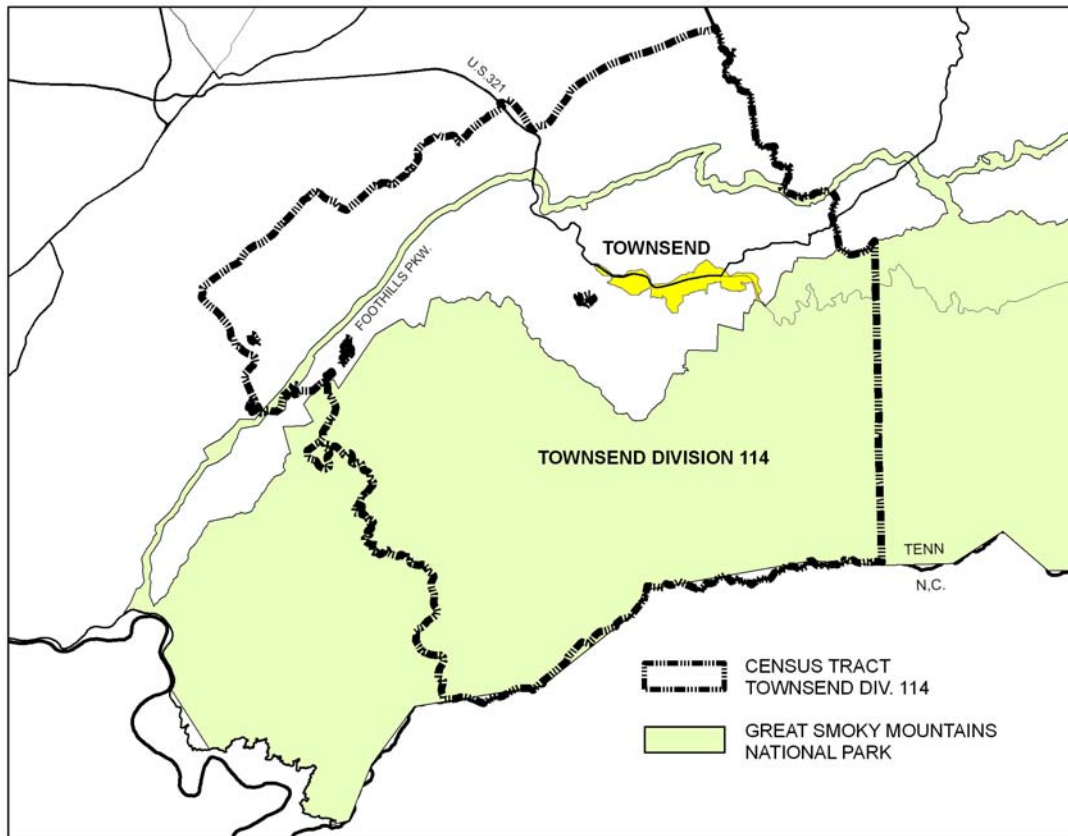 U.S.321
TOWNSEND
FOOTHILLS PKW.
TOWNSEND DIVISION 114
TENN
N,C.
CENSUS TRACT
TOWNSEND DIV. 114
GREAT SMOKY MOUNTAINS
NATIONAL PARK